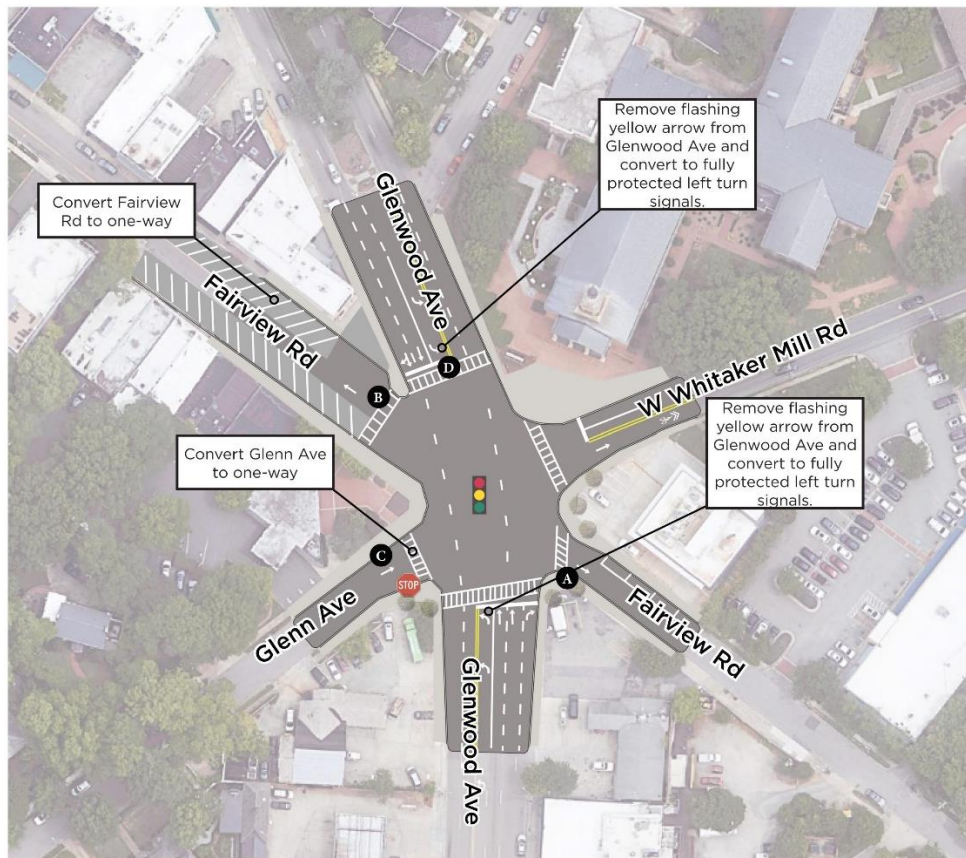 Remove flashing
yellow arrow from
Glenwood Ave and
convert to fully
protected left turn
signals.
Convert Fairview
Rd to one-way
Glenwood Ave
Fairview Rd
D
W Whitaker Mill Rd
B
Remove flashing
yellow arrow from
Glenwood Ave and
convert to fully
protected left turn
signals.
Convert Glenn Ave
to one-way
C
STOP
A
Glenn Ave
Fairview Rd
Glenwood Ave